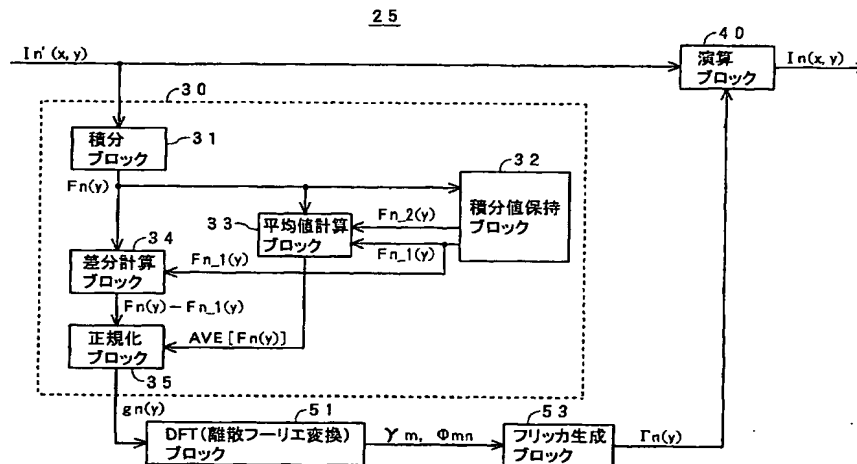 25
In'(x, y)
40
演算
ブロック
In(x, y)
30
積分
ブロック
31
Fn(y)
32
積分値保持
ブロック
33
平均値計算
ブロック
Fn_2(y)
Fn_1(y)
34
差分計算
ブロック
Fn_1(y)
Fn(y)−Fn_1(y)
正規化
ブロック
AVE [Fn(y)]
35
gn(y)
51
DFT(離散フーリエ変換)
ブロック
γm, Φmn
53
フリッカ生成
ブロック
Γn(y)